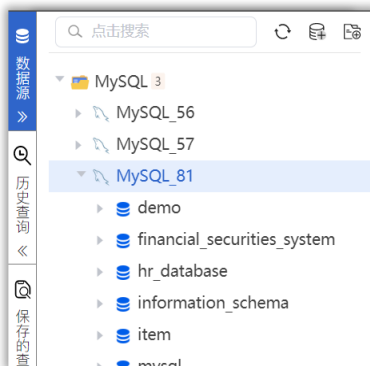 点击搜索
数据源
MySQL 3
MySQL_56
MySQL_57
历史查询
MySQL_81
demo
financial_securities_system
hr_database
information_schema
保存的查
item
mysql